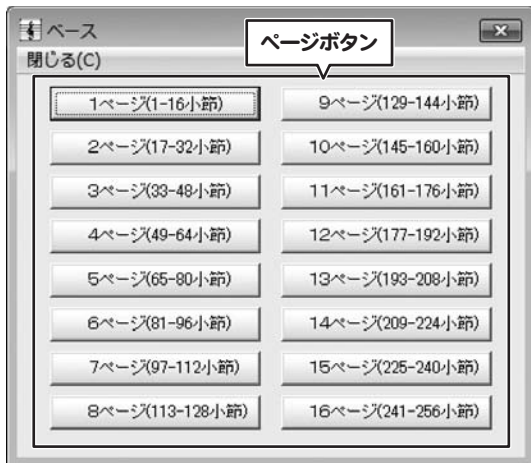 ベース
ページボタン
閉じる(C)
1ページ(1-16小節)
2ページ(17-32小節)
3ページ(33-48小節)
4ページ(49-64小節)
5ページ(65-80小節)
6ページ(81-96小節)
7ページ(97-112小節)
8ページ(113-128小節)
9ページ(129-144小節)
10ページ(145-160小節)
11ページ(161-176小節)
12ページ(177-192小節)
13ページ(193-208小節)
14ページ(209-224小節)
15ページ(225-240小節)
16ページ(241-256小節)